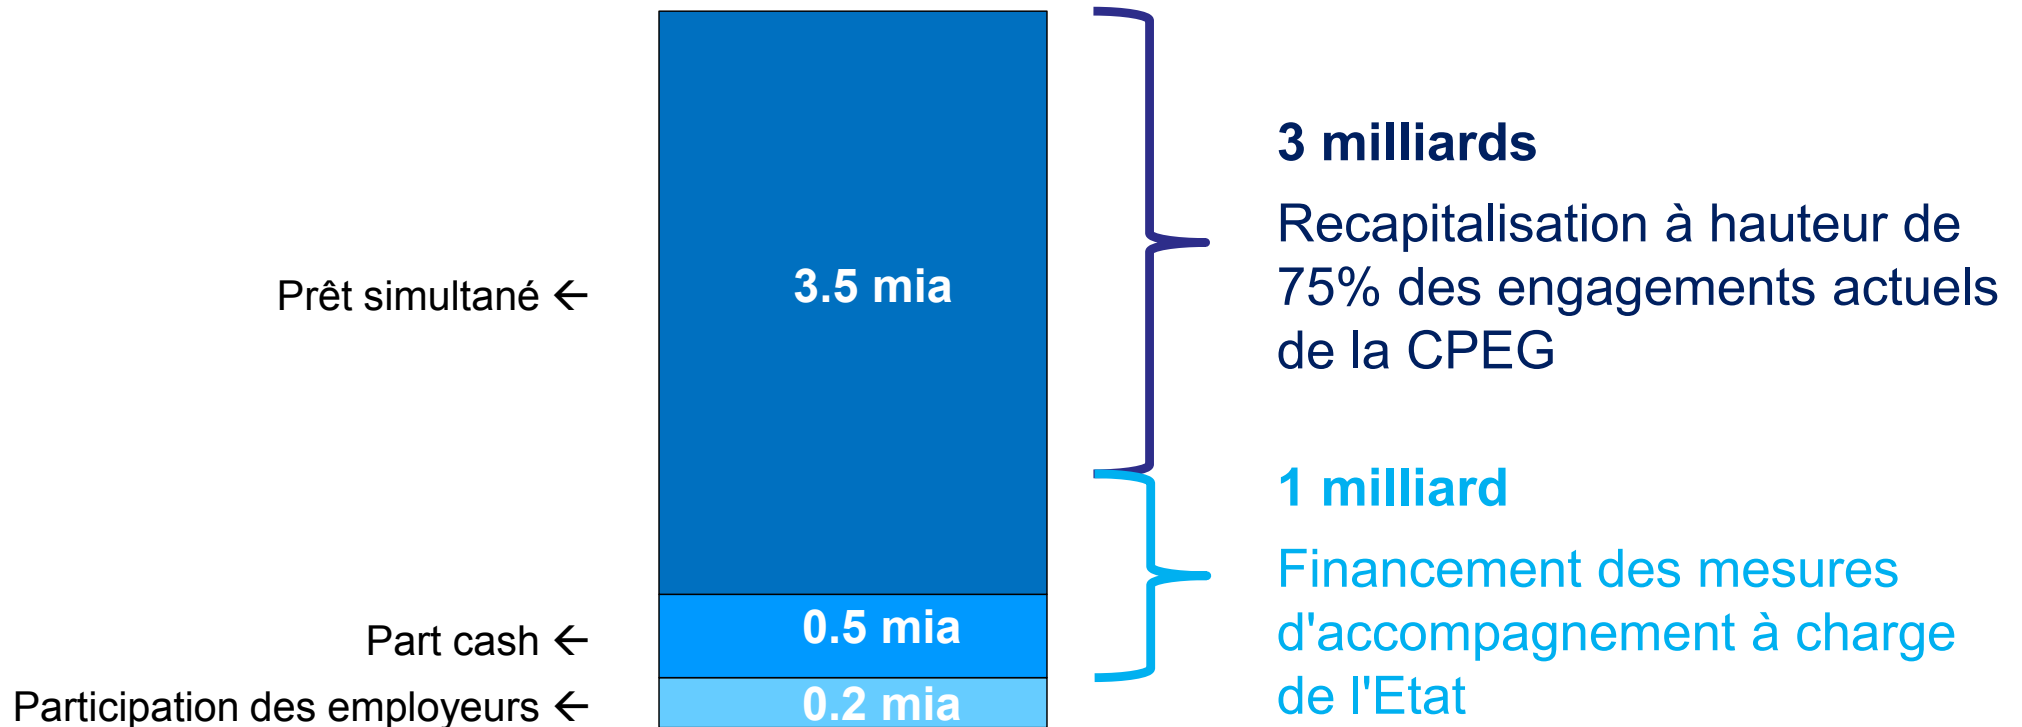 3 milliards
Recapitalisation à hauteur de
75% des engagements actuels
de la CPEG
Prêt simultané ←
3.5 mia
1 milliard
Financement des mesures
d'accompagnement à charge
de l'Etat
Part cash ←
0.5 mia
Participation des employeurs ←
0.2 mia